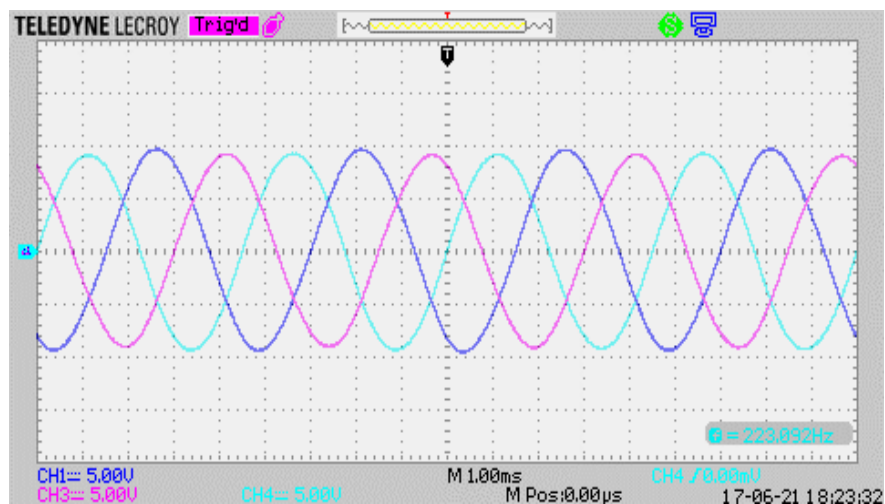 TELEDYNE LECROY Trig'd
T
= 223.092Hz
CH1 5.00V M 1.00ms CH4 / 0.00mV
CH3 5.00V CH4 5.00V M Pos:0.00µs 17-06-21 18:23:32